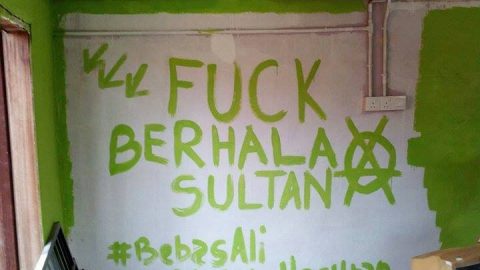 FUCK
BERHALA
SULTAN
#BebasAli